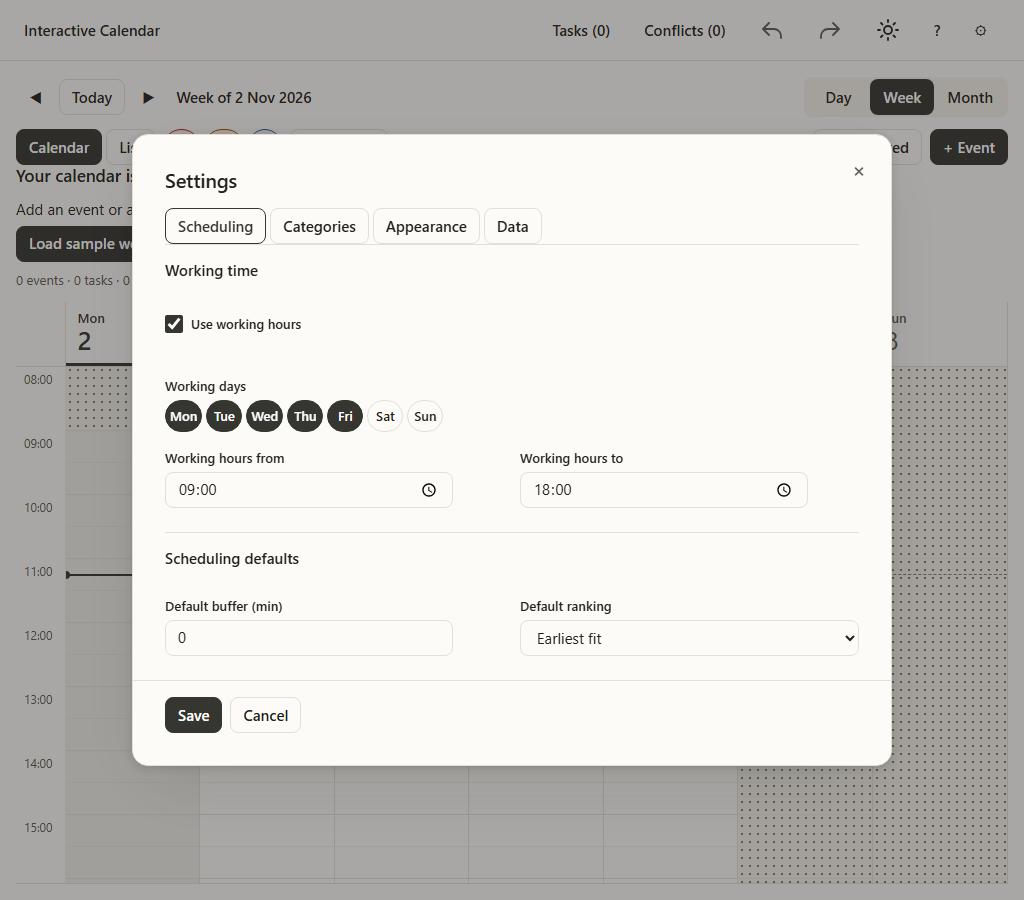 Interactive Calendar
Tasks (0)
Conflicts (0)
?
Today
Week of 2 Nov 2026
Day
Week
Month
Calendar
+ Event
Your calendar
Add an event or a
Load sample
0 events · 0 tasks · 0
Mon
2
08:00
09:00
10:00
11:00
12:00
13:00
14:00
15:00
Settings
×
Scheduling
Categories
Appearance
Data
Working time
Use working hours
Working days
Mon
Tue
Wed
Thu
Fri
Sat
Sun
Working hours from
Working hours to
09:00
18:00
Scheduling defaults
Default buffer (min)
Default ranking
0
Earliest fit
Save
Cancel